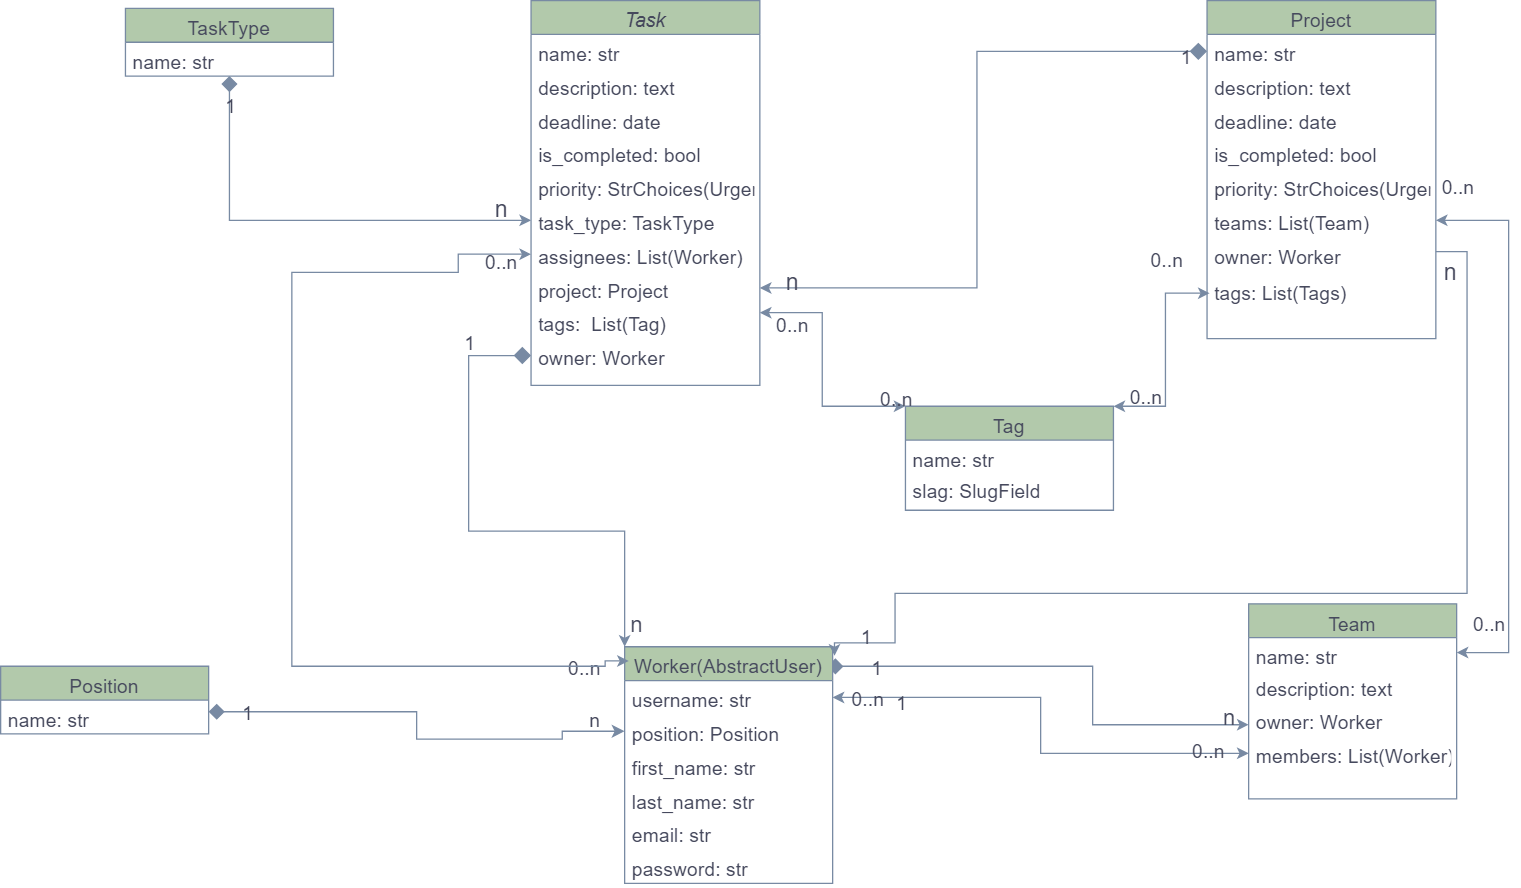 TaskType
name: str
1
Task
name: str
description: text
deadline: date
is_completed: bool
priority: StrChoices(Urge
task_type: TaskType
assignees: List(Worker)
project: Project
tags:  List(Tag)
owner: Worker
n
0..n
1
n
0..n
Project
name: str
description: text
deadline: date
is_completed: bool
priority: StrChoices(Urge
teams: List(Team)
owner: Worker
tags: List(Tags)
1
0..n
n
0..n
0..n
0..n
Tag
name: str
slag: SlugField
n
0..n
Worker(AbstractUser)
username: str
position: Position
first_name: str
last_name: str
email: str
password: str
1
1
0..n
1
Position
name: str
1
n
Team
name: str
description: text
owner: Worker
members: List(Worker)
0..n
n
0..n